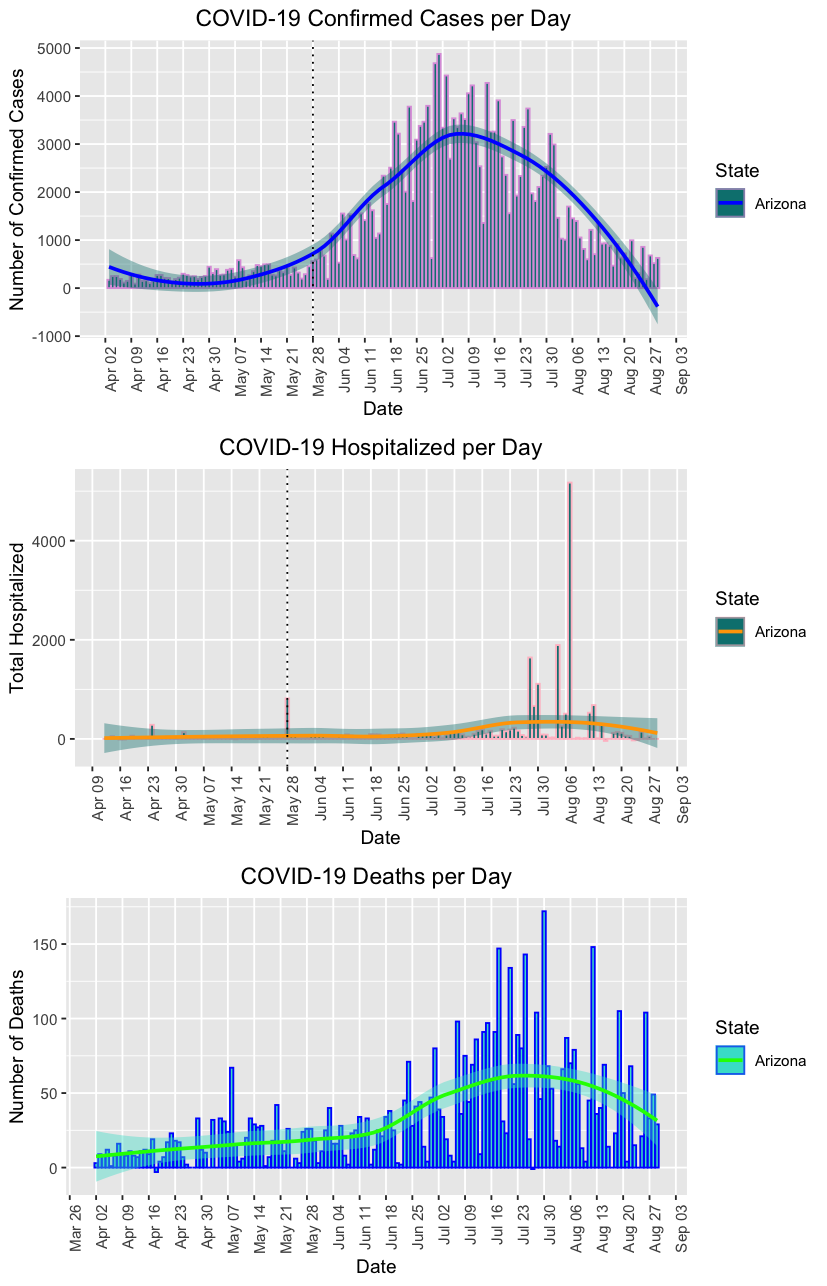 COVID-19 Confirmed Cases per Day
Number of Confirmed Cases
5000
4000
3000
2000
1000
0
-1000
Apr 02
Apr 09
Apr 16
Apr 23
Apr 30
May 07
May 14
May 21
May 28
Jun 04
Jun 11
Jun 18
Jun 25
Jul 02
Jul 09
Jul 16
Jul 23
Jul 30
Aug 06
Aug 13
Aug 20
Aug 27
Sep 03
Date
State
Arizona
COVID-19 Hospitalized per Day
Total Hospitalized
4000
2000
0
Apr 09
Apr 16
Apr 23
Apr 30
May 07
May 14
May 21
May 28
Jun 04
Jun 11
Jun 18
Jun 25
Jul 02
Jul 09
Jul 16
Jul 23
Jul 30
Aug 06
Aug 13
Aug 20
Aug 27
Sep 03
Date
State
Arizona
COVID-19 Deaths per Day
Number of Deaths
150
100
50
0
Mar 26
Apr 02
Apr 09
Apr 16
Apr 23
Apr 30
May 07
May 14
May 21
May 28
Jun 04
Jun 11
Jun 18
Jun 25
Jul 02
Jul 09
Jul 16
Jul 23
Jul 30
Aug 06
Aug 13
Aug 20
Aug 27
Sep 03
Date
State
Arizona